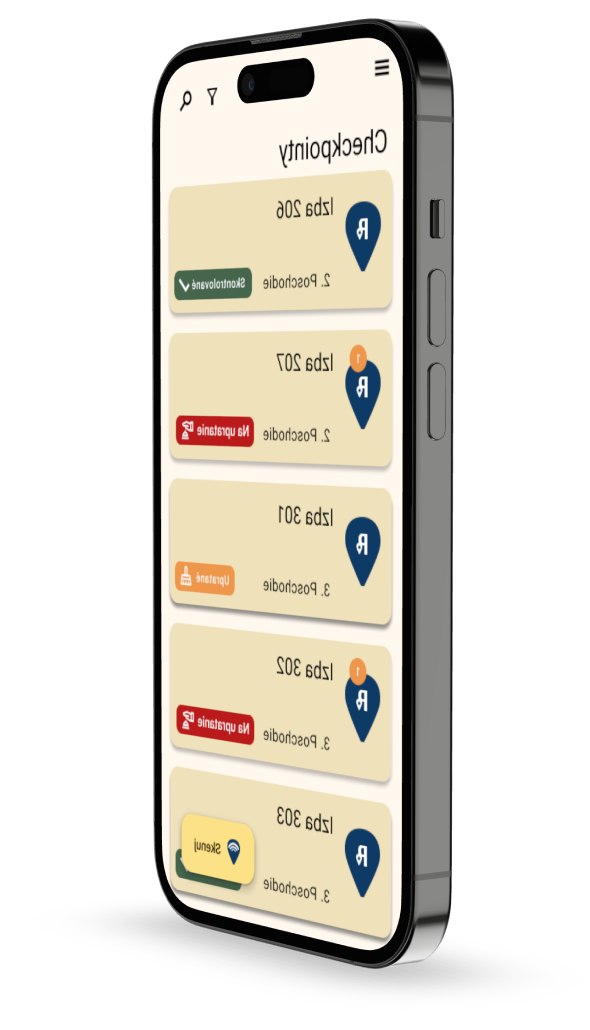 Checkpointy
Izba 206
2. Poschodie
Skontrolované
1
Izba 207
2. Poschodie
Na upratanie
Izba 301
3. Poschodie
Upratané
1
Izba 302
3. Poschodie
Na upratanie
Izba 303
3. Poschodie
Skenuj